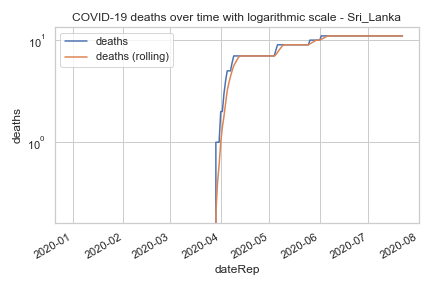 COVID-19 deaths over time with logarithmic scale - Sri_Lanka
deaths
deaths (rolling)
10¹
10⁰
deaths
2020-01
2020-02
2020-03
2020-04
2020-05
2020-06
2020-07
2020-08
dateRep